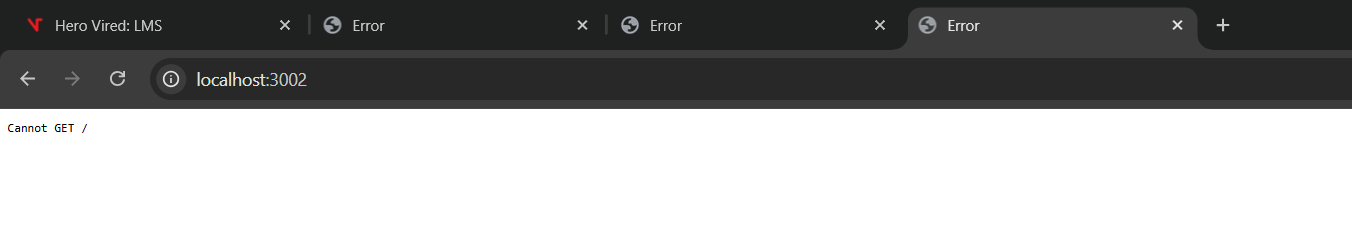 Hero Vired: LMS
Error
Error
Error
localhost:3002
Cannot GET /